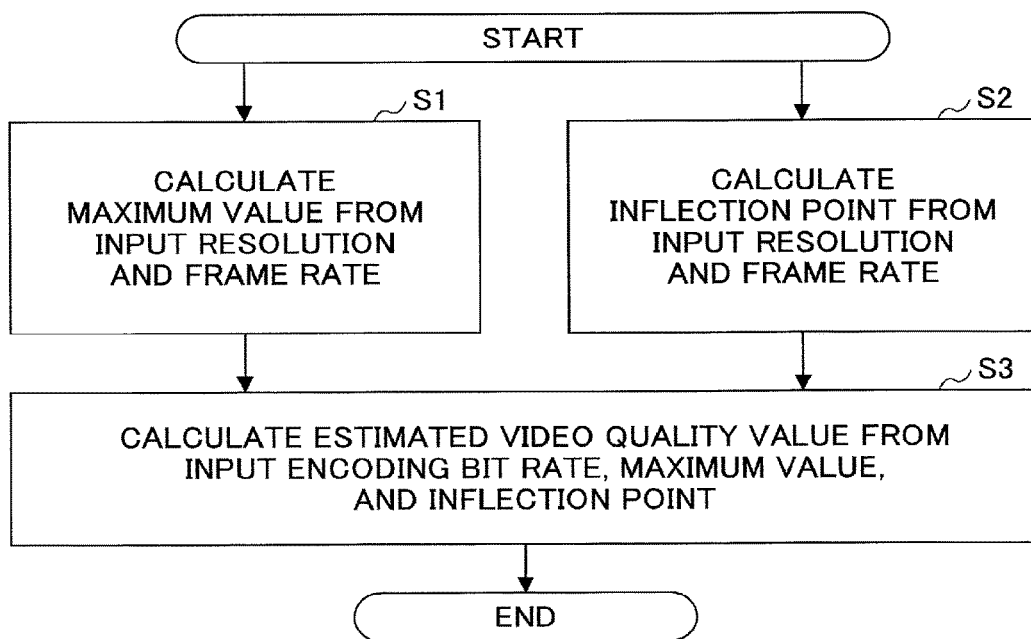 START
S1
CALCULATE
MAXIMUM VALUE FROM
INPUT RESOLUTION
AND FRAME RATE
S2
CALCULATE
INFLECTION POINT FROM
INPUT RESOLUTION
AND FRAME RATE
S3
CALCULATE ESTIMATED VIDEO QUALITY VALUE FROM
INPUT ENCODING BIT RATE, MAXIMUM VALUE,
AND INFLECTION POINT
END